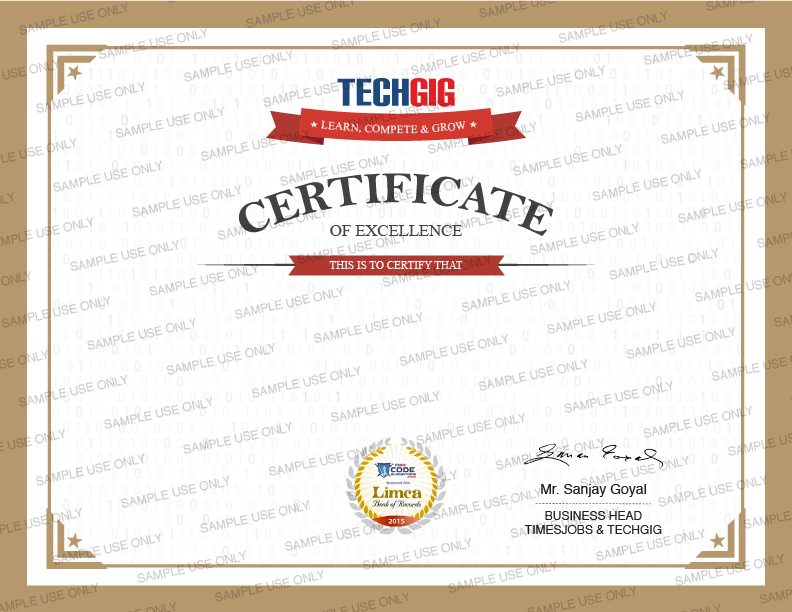 TECHGIG
★ LEARN, COMPETE & GROW ★
CERTIFICATE
OF EXCELLENCE
THIS IS TO CERTIFY THAT
CODE
Limca
Book of Records
2015
Mr. Sanjay Goyal
BUSINESS HEAD
TIMESJOBS & TECHGIG
SAMPLE USE ONLY